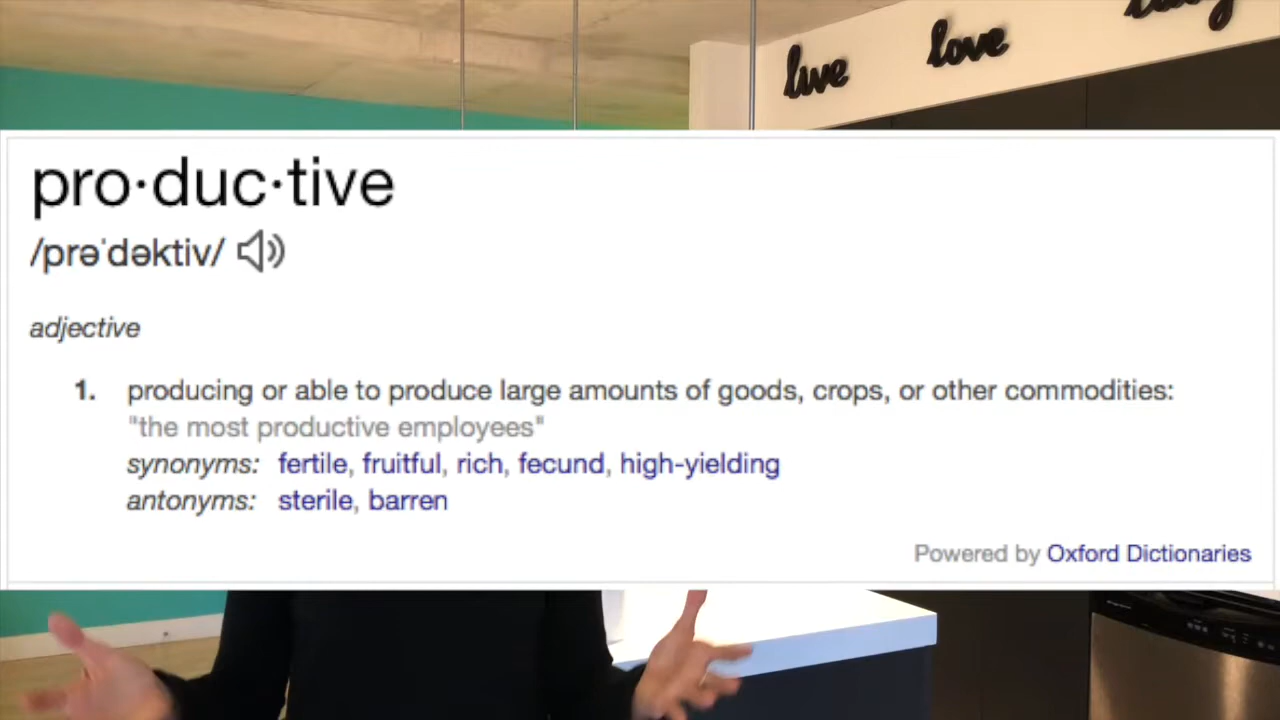 live love
pro·duc·tive
/prəˈdəktiv/
adjective
1. producing or able to produce large amounts of goods, crops, or other commodities:
"the most productive employees"
synonyms: fertile, fruitful, rich, fecund, high-yielding
antonyms: sterile, barren
Powered by Oxford Dictionaries